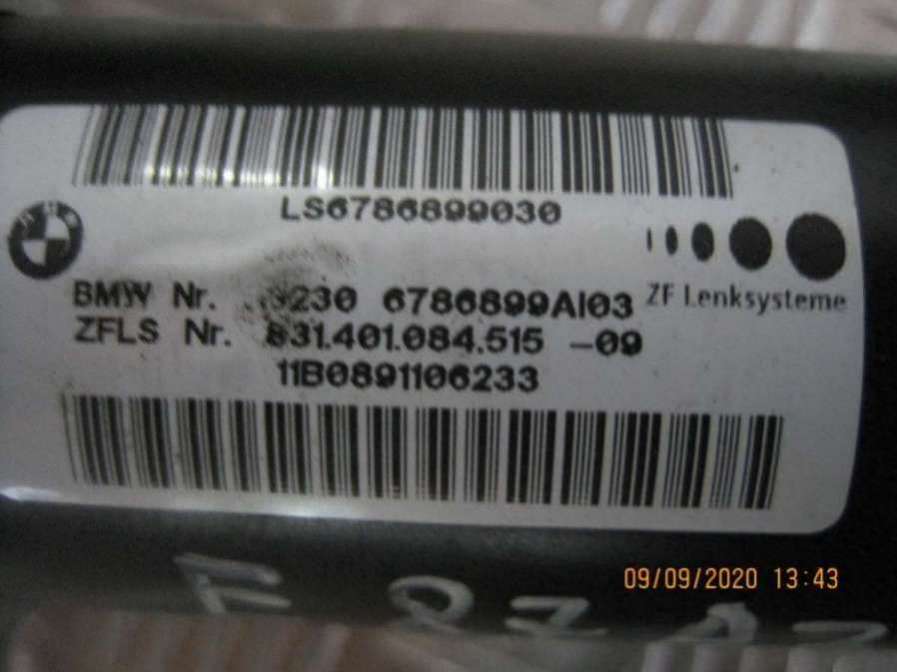 LS6786899030
BMW Nr. 3230 6786899AI03
ZF Lenksysteme
ZFLS Nr. 831.401.084.515 -09
11B0891106233
09/09/2020 13:43